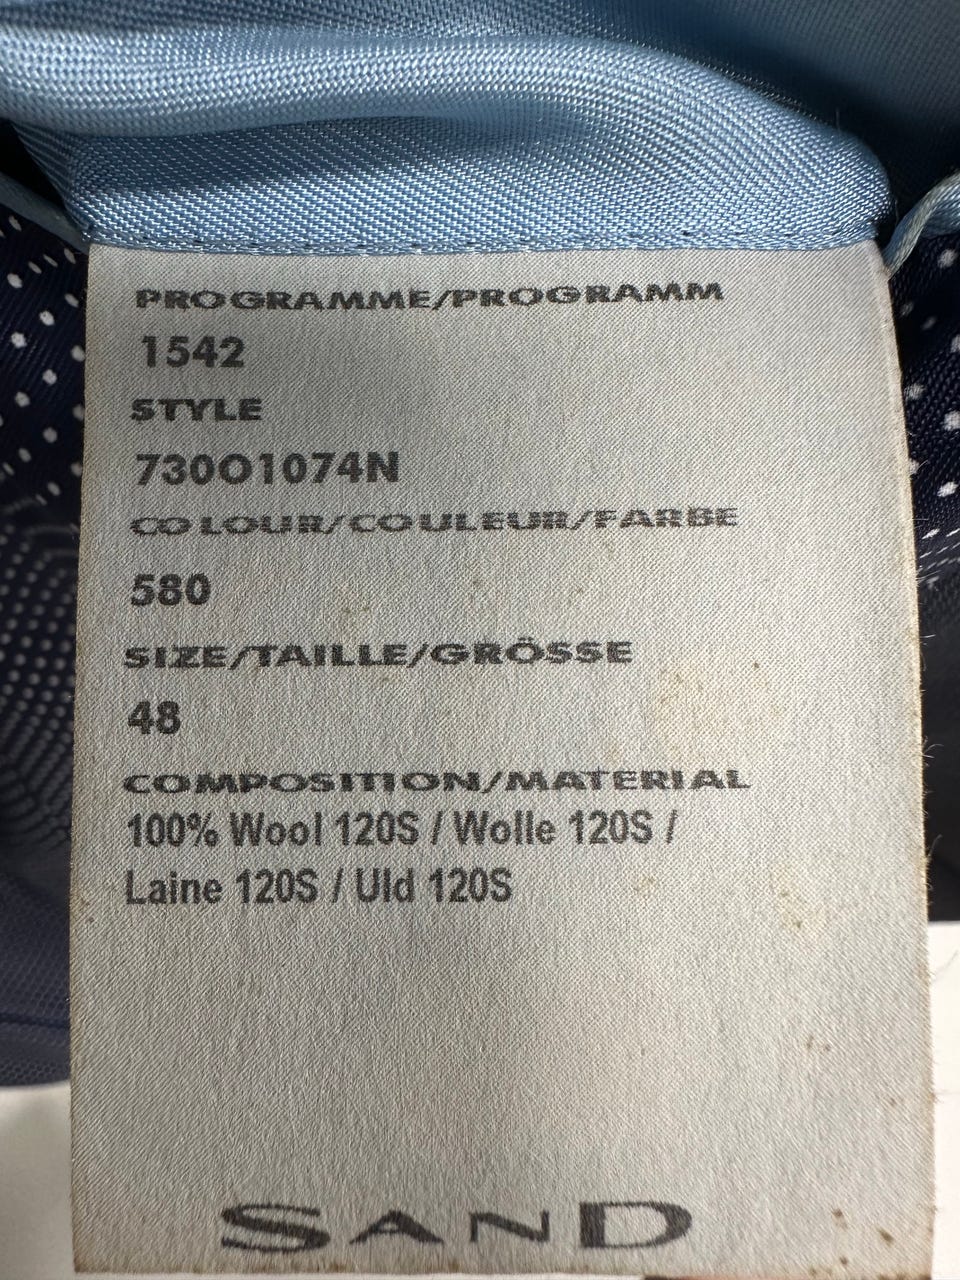 PROGRAMME/PROGRAMM
1542
STYLE
730O1074N
COLOUR/COULEUR/FARBE
580
SIZE/TAILLE/GRÖSSE
48
COMPOSITION/MATERIAL
100% Wool 120S / Wolle 120S /
Laine 120S / Uld 120S
SAND